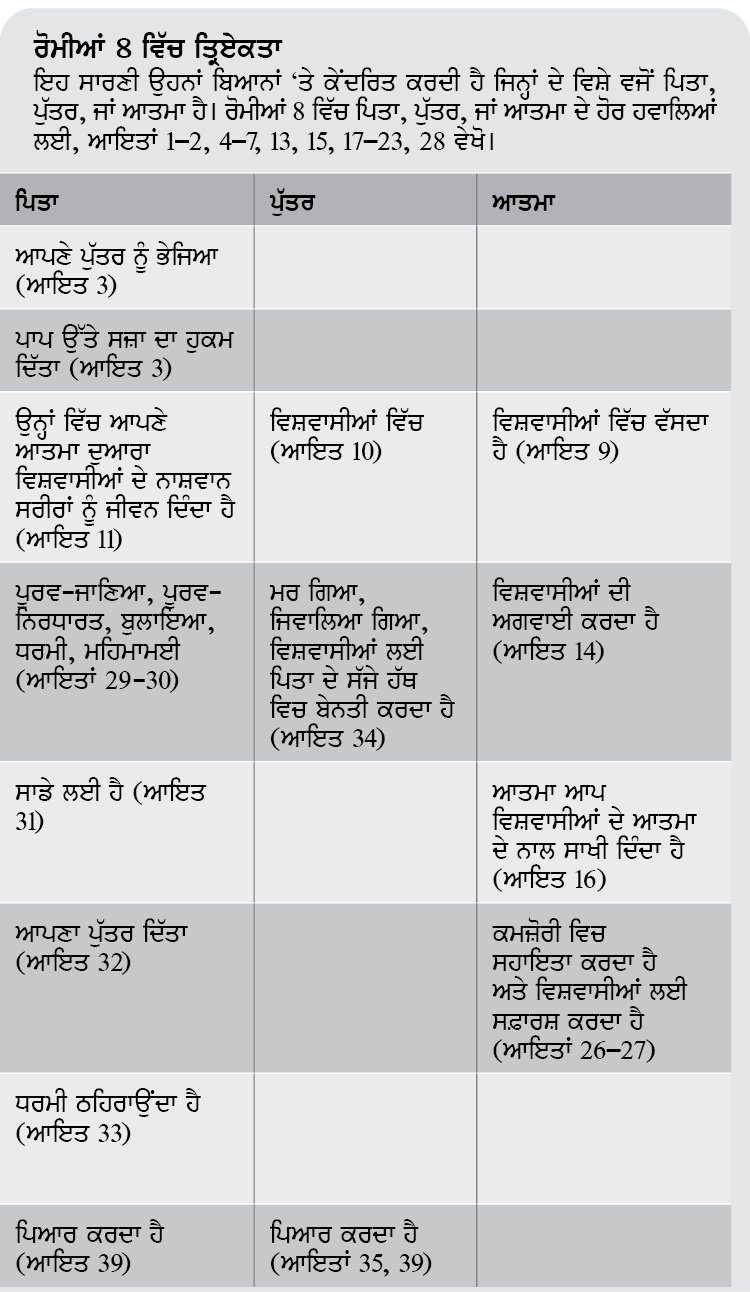 ਰੋਮੀਆਂ 8 ਵਿੱਚ ਤ੍ਰਿਏਕਤਾ
ਇਹ ਸਾਰਣੀ ਉਹਨਾਂ ਬਿਆਨਾਂ ‘ਤੇ ਕੇਂਦਰਿਤ ਕਰਦੀ ਹੈ ਜਿਨ੍ਹਾਂ ਦੇ ਵਿਸ਼ੇ ਵਜੋਂ ਪਿਤਾ,
ਪੁੱਤਰ, ਜਾਂ ਆਤਮਾ ਹੈ। ਰੋਮੀਆਂ 8 ਵਿੱਚ ਪਿਤਾ, ਪੁੱਤਰ, ਜਾਂ ਆਤਮਾ ਦੇ ਹੋਰ ਹਵਾਲਿਆਂ
ਲਈ, ਆਇਤਾਂ 1–2, 4–7, 13, 15, 17–23, 28 ਵੇਖੋ।
ਪਿਤਾ
ਪੁੱਤਰ
ਆਤਮਾ
ਆਪਣੇ ਪੁੱਤਰ ਨੂੰ ਭੇਜਿਆ
(ਆਇਤ 3)
ਪਾਪ ਉੱਤੇ ਸਜ਼ਾ ਦਾ ਹੁਕਮ
ਦਿੱਤਾ (ਆਇਤ 3)
ਉਨ੍ਹਾਂ ਵਿੱਚ ਆਪਣੇ
ਆਤਮਾ ਦੁਆਰਾ
ਵਿਸ਼ਵਾਸੀਆਂ ਦੇ ਨਾਸ਼ਵਾਨ
ਸਰੀਰਾਂ ਨੂੰ ਜੀਵਨ ਦਿੰਦਾ ਹੈ
(ਆਇਤ 11)
ਵਿਸ਼ਵਾਸੀਆਂ ਵਿੱਚ
(ਆਇਤ 10)
ਵਿਸ਼ਵਾਸੀਆਂ ਵਿੱਚ ਵੱਸਦਾ
ਹੈ (ਆਇਤ 9)
ਪੂਰਵ-ਜਾਣਿਆ, ਪੂਰਵ-
ਨਿਰਧਾਰਤ, ਬੁਲਾਇਆ,
ਧਰਮੀ, ਮਹਿਮਾਮਈ
(ਆਇਤਾਂ 29-30)
ਮਰ ਗਿਆ,
ਜਿਵਾਲਿਆ ਗਿਆ,
ਵਿਸ਼ਵਾਸੀਆਂ ਲਈ
ਪਿਤਾ ਦੇ ਸੱਜੇ ਹੱਥ
ਵਿਚ ਬੇਨਤੀ ਕਰਦਾ ਹੈ
(ਆਇਤ 34)
ਵਿਸ਼ਵਾਸੀਆਂ ਦੀ
ਅਗਵਾਈ ਕਰਦਾ ਹੈ
(ਆਇਤ 14)
ਸਾਡੇ ਲਈ ਹੈ (ਆਇਤ
31)
ਆਤਮਾ ਆਪ
ਵਿਸ਼ਵਾਸੀਆਂ ਦੇ ਆਤਮਾ
ਦੇ ਨਾਲ ਸਾਖੀ ਦਿੰਦਾ ਹੈ
(ਆਇਤ 16)
ਆਪਣਾ ਪੁੱਤਰ ਦਿੱਤਾ
(ਆਇਤ 32)
ਕਮਜ਼ੋਰੀ ਵਿਚ
ਸਹਾਇਤਾ ਕਰਦਾ ਹੈ
ਅਤੇ ਵਿਸ਼ਵਾਸੀਆਂ ਲਈ
ਸਫ਼ਾਰਸ਼ ਕਰਦਾ ਹੈ
(ਆਇਤਾਂ 26–27)
ਧਰਮੀ ਠਹਿਰਾਉਂਦਾ ਹੈ
(ਆਇਤ 33)
ਪਿਆਰ ਕਰਦਾ ਹੈ
(ਆਇਤ 39)
ਪਿਆਰ ਕਰਦਾ ਹੈ
(ਆਇਤਾਂ 35, 39)